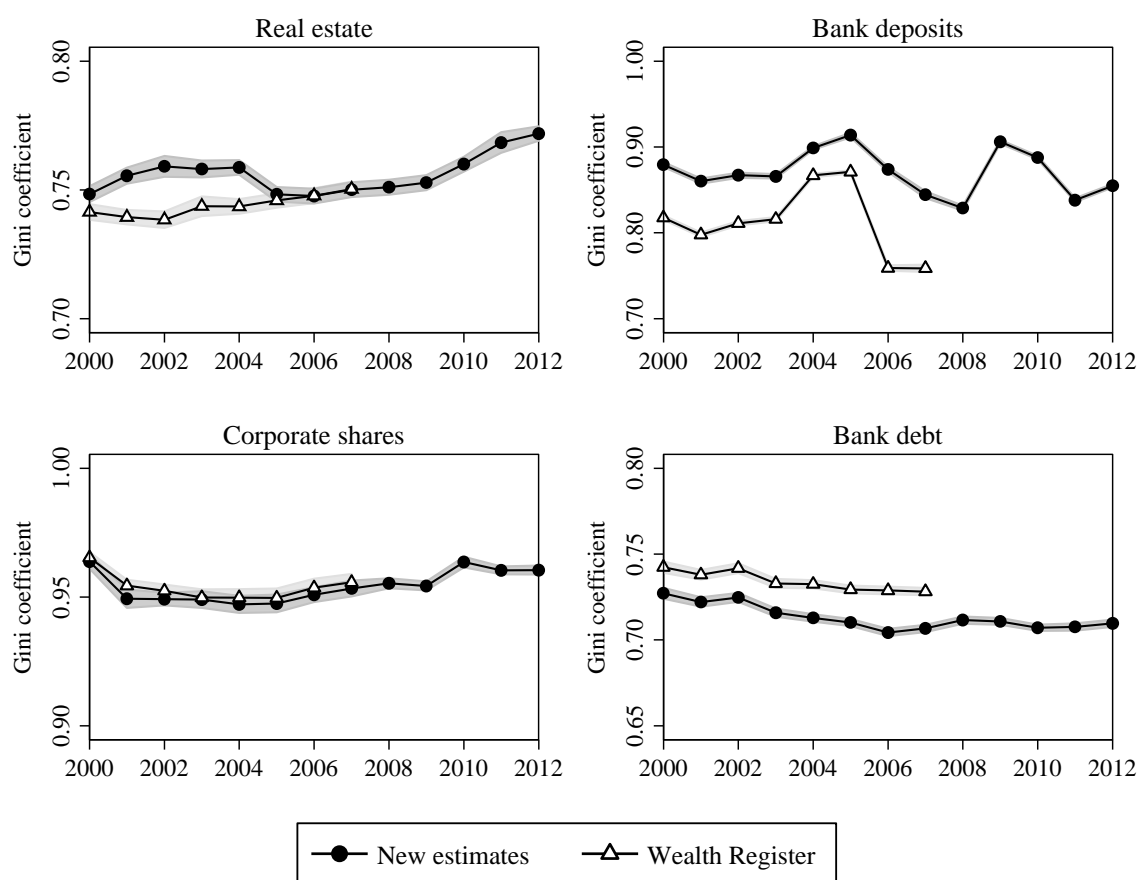 Real estate
Gini coefficient
0.80
0.75
0.70
2000 2002 2004 2006 2008 2010 2012
Bank deposits
Gini coefficient
1.00
0.90
0.80
0.70
2000 2002 2004 2006 2008 2010 2012
Corporate shares
Gini coefficient
1.00
0.95
0.90
2000 2002 2004 2006 2008 2010 2012
Bank debt
Gini coefficient
0.80
0.75
0.70
0.65
2000 2002 2004 2006 2008 2010 2012
New estimates Wealth Register